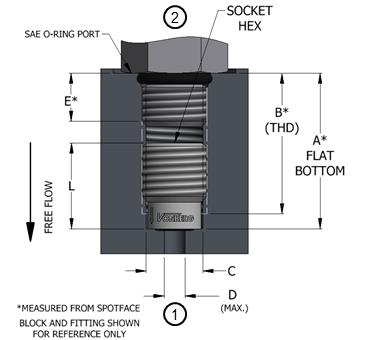 2
SOCKET
HEX
SAE O-RING PORT
E*
B*
(THD)
A*
FLAT
BOTTOM
L
FREE FLOW
VONBERG
C
D
(MAX.)
1
*MEASURED FROM SPOTFACE
BLOCK AND FITTING SHOWN
FOR REFERENCE ONLY